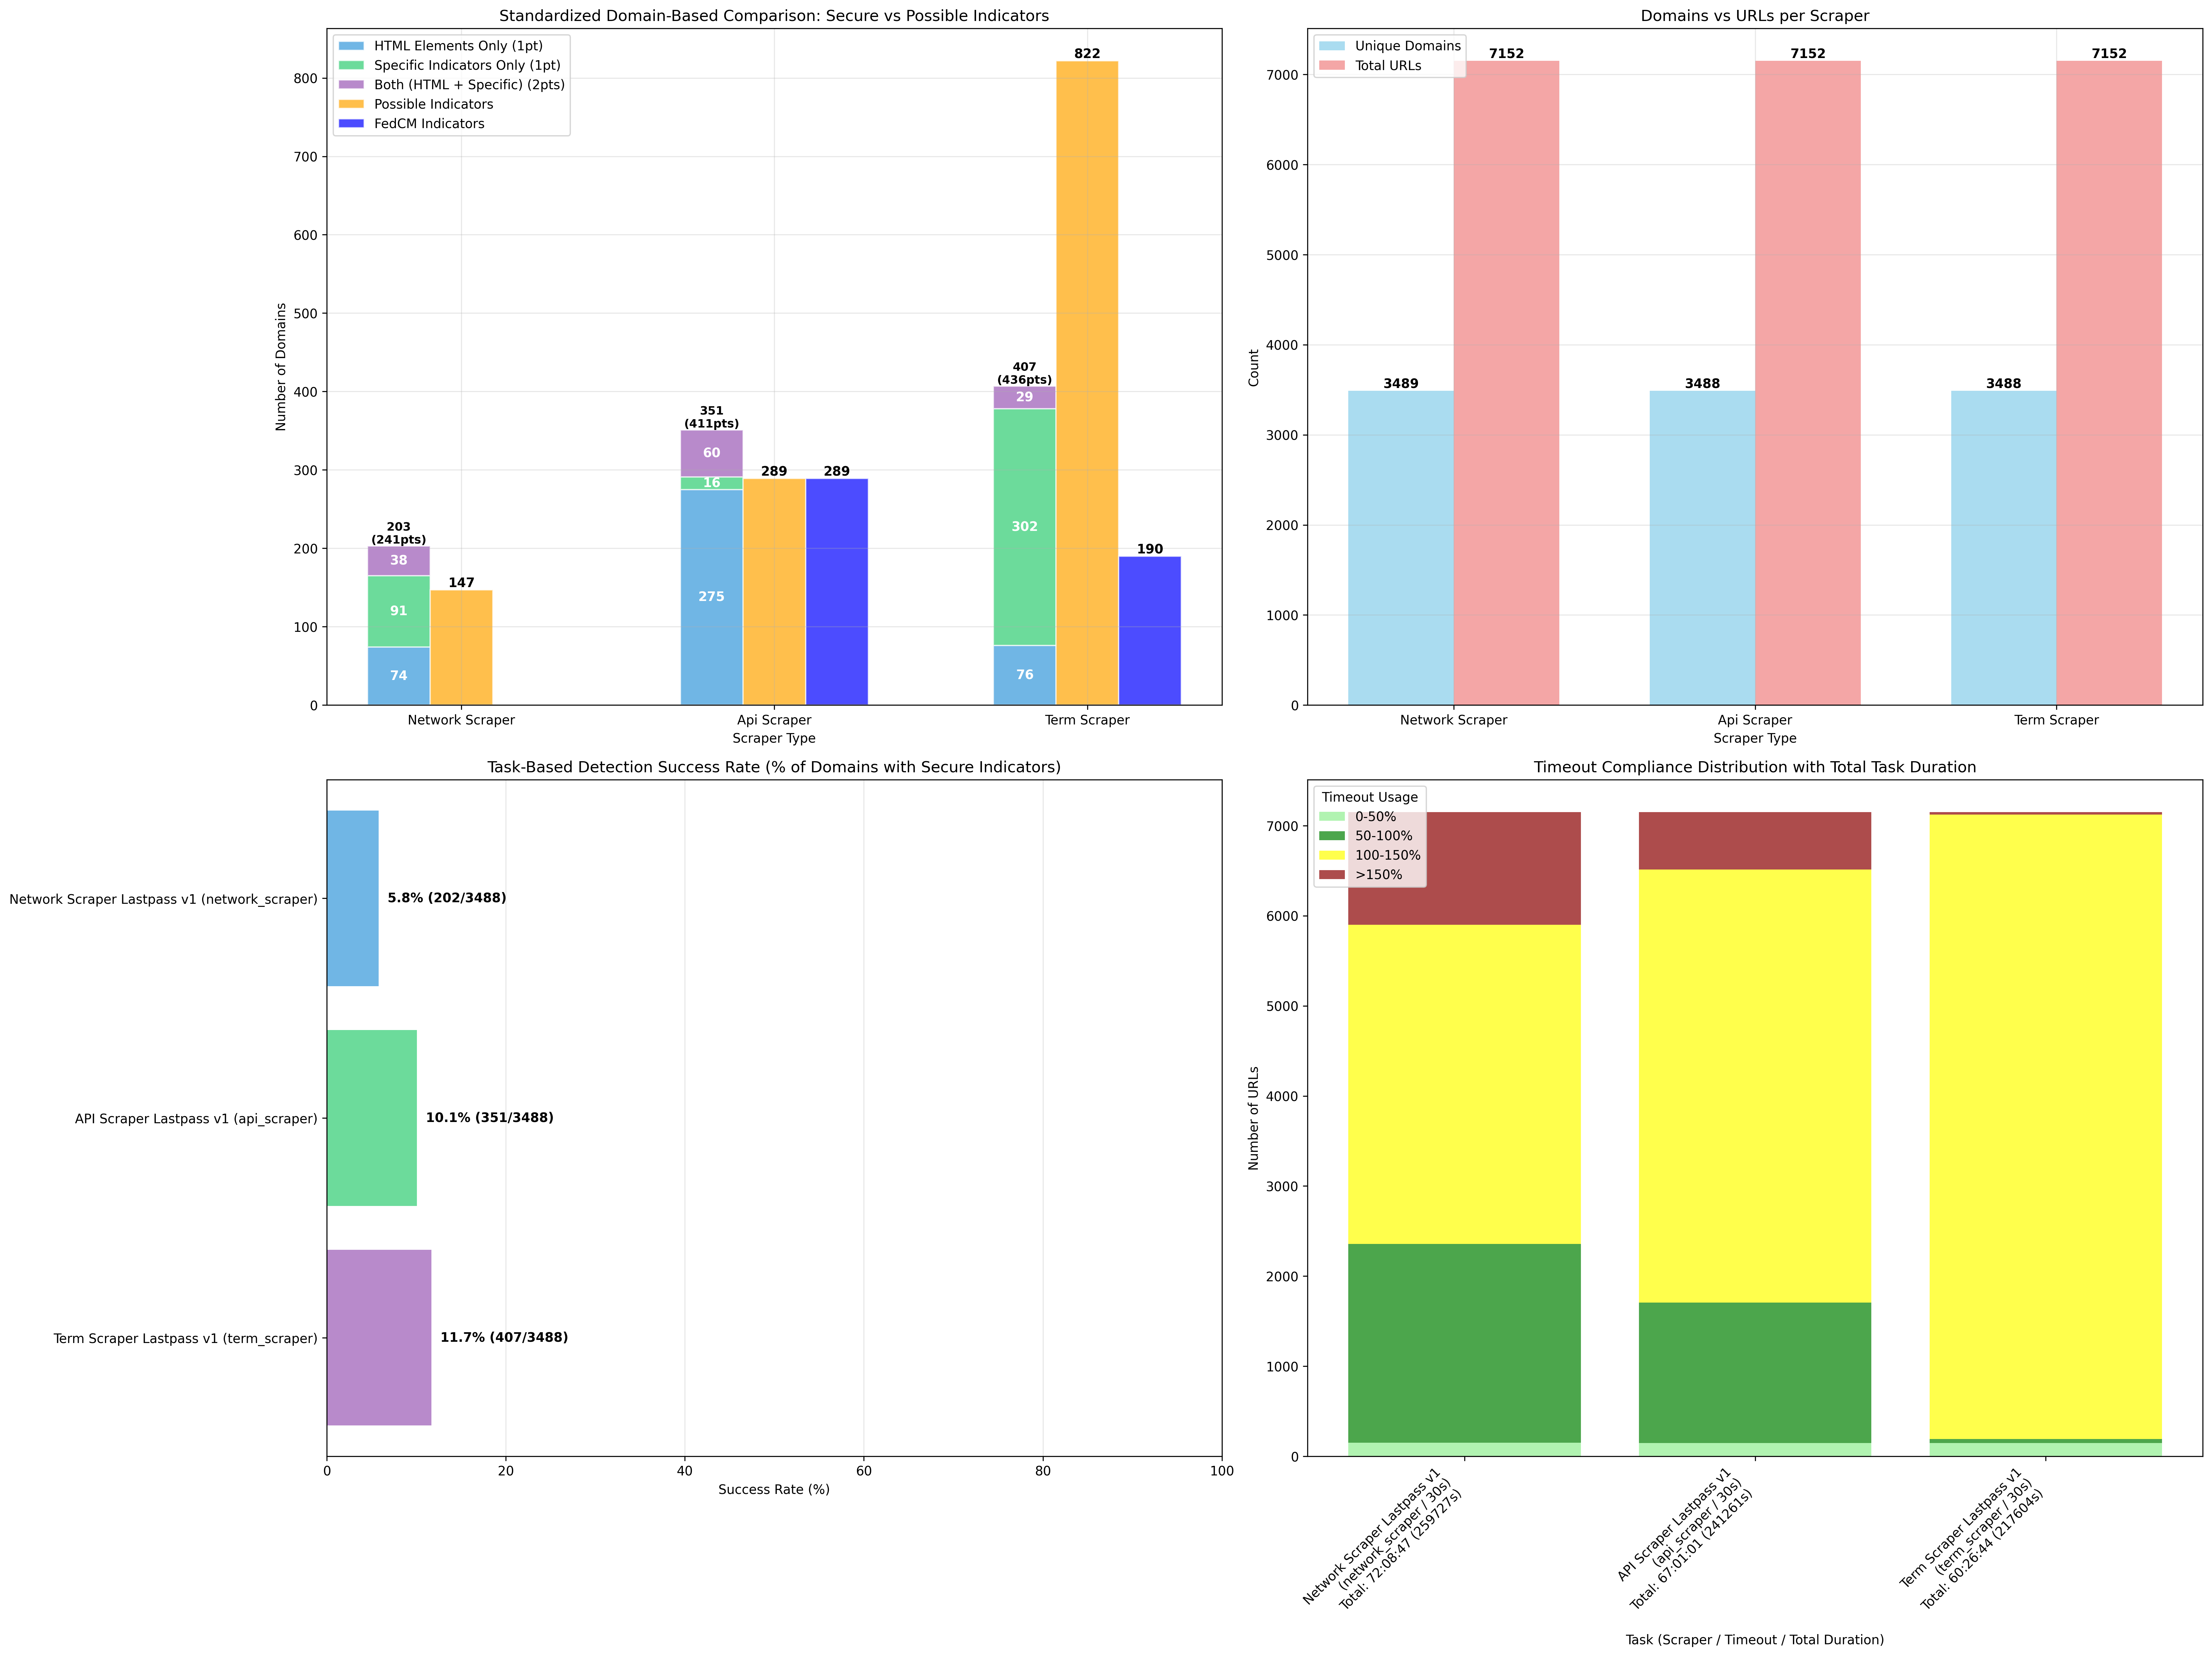 Standardized Domain-Based Comparison: Secure vs Possible Indicators
HTML Elements Only (1pt)
Specific Indicators Only (1pt)
Both (HTML + Specific) (2pts)
Possible Indicators
FedCM Indicators
Number of Domains
800
700
600
500
400
300
200
100
0
203
(241pts)
38
91
74
147
351
(411pts)
60
16
275
289
289
407
(436pts)
29
302
76
822
190
Network Scraper
Api Scraper
Term Scraper
Scraper Type
Domains vs URLs per Scraper
Unique Domains
Total URLs
Count
7000
6000
5000
4000
3000
2000
1000
0
3489
7152
3488
7152
3488
7152
Network Scraper
Api Scraper
Term Scraper
Scraper Type
Task-Based Detection Success Rate (% of Domains with Secure Indicators)
Network Scraper Lastpass v1 (network_scraper)
5.8% (202/3488)
API Scraper Lastpass v1 (api_scraper)
10.1% (351/3488)
Term Scraper Lastpass v1 (term_scraper)
11.7% (407/3488)
0
20
40
60
80
100
Success Rate (%)
Timeout Compliance Distribution with Total Task Duration
Timeout Usage
0-50%
50-100%
100-150%
>150%
Number of URLs
7000
6000
5000
4000
3000
2000
1000
0
Network Scraper Lastpass v1
(network_scraper / 30s)
Total: 72:08:47 (259727s)
API Scraper Lastpass v1
(api_scraper / 30s)
Total: 67:01:01 (241261s)
Term Scraper Lastpass v1
(term_scraper / 30s)
Total: 60:26:44 (217604s)
Task (Scraper / Timeout / Total Duration)